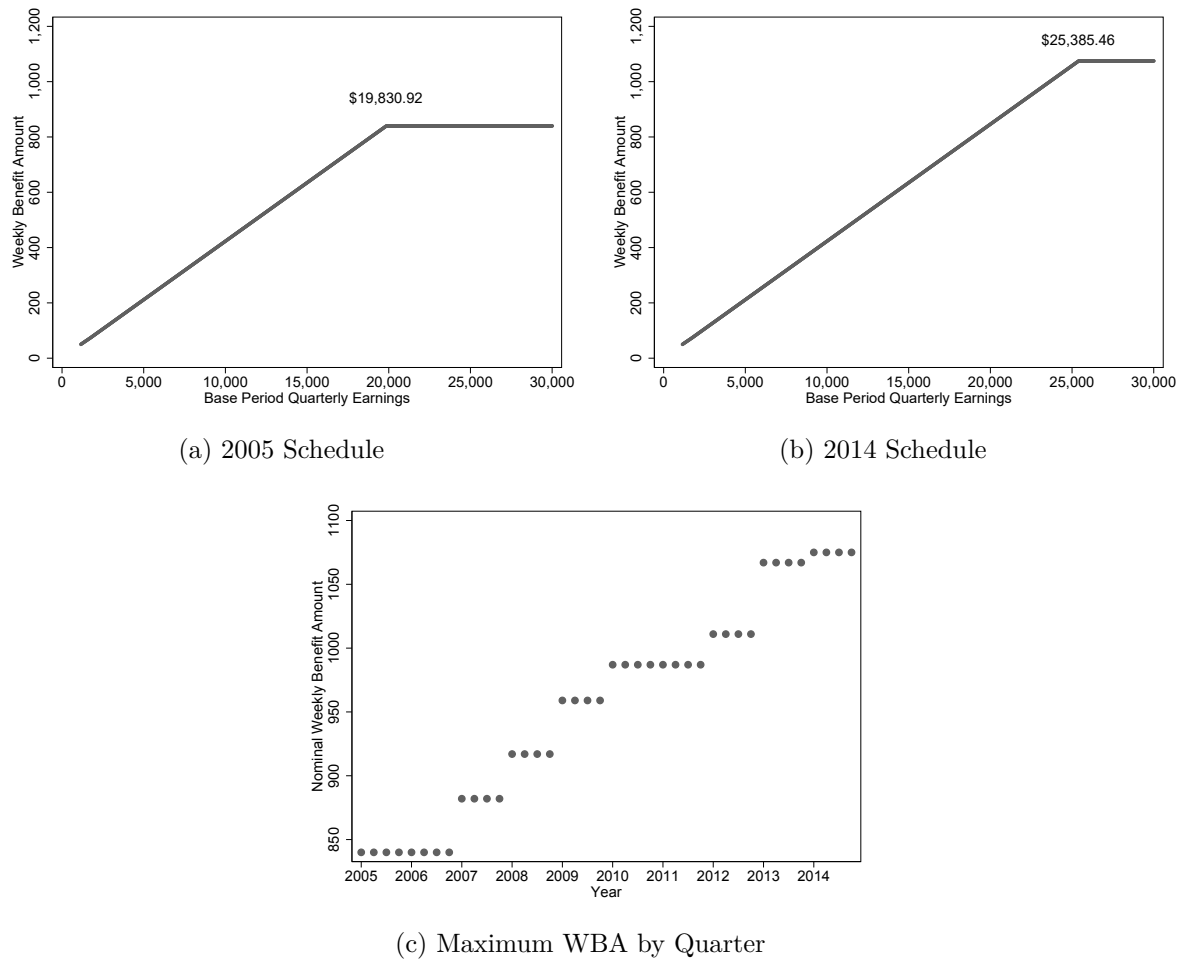 Weekly Benefit Amount
1,200
1,000
800
600
400
200
0
$19,830.92
0 5,000 10,000 15,000 20,000 25,000 30,000
Base Period Quarterly Earnings
(a) 2005 Schedule
Weekly Benefit Amount
1,200
1,000
800
600
400
200
0
$25,385.46
0 5,000 10,000 15,000 20,000 25,000 30,000
Base Period Quarterly Earnings
(b) 2014 Schedule
Nominal Weekly Benefit Amount
1100
1050
1000
950
900
850
2005 2006 2007 2008 2009 2010 2011 2012 2013 2014
Year
(c) Maximum WBA by Quarter